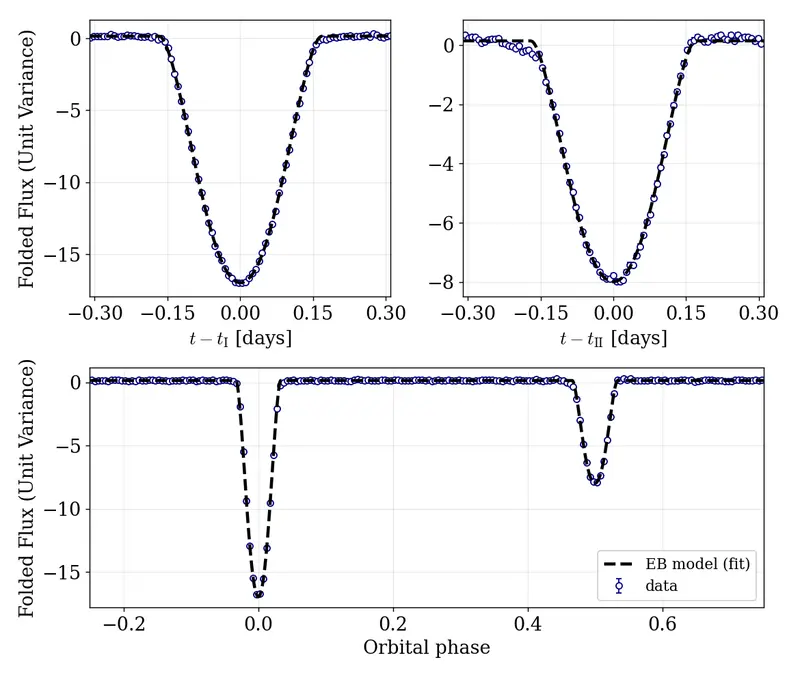 Folded Flux (Unit Variance)
0
−5
−10
−15
−0.30 −0.15 0.00 0.15 0.30
t − tI [days]
0
−2
−4
−6
−8
−0.30 −0.15 0.00 0.15 0.30
t − tII [days]
Folded Flux (Unit Variance)
0
−5
−10
−15
−0.2 0.0 0.2 0.4 0.6
Orbital phase
EB model (fit)
data